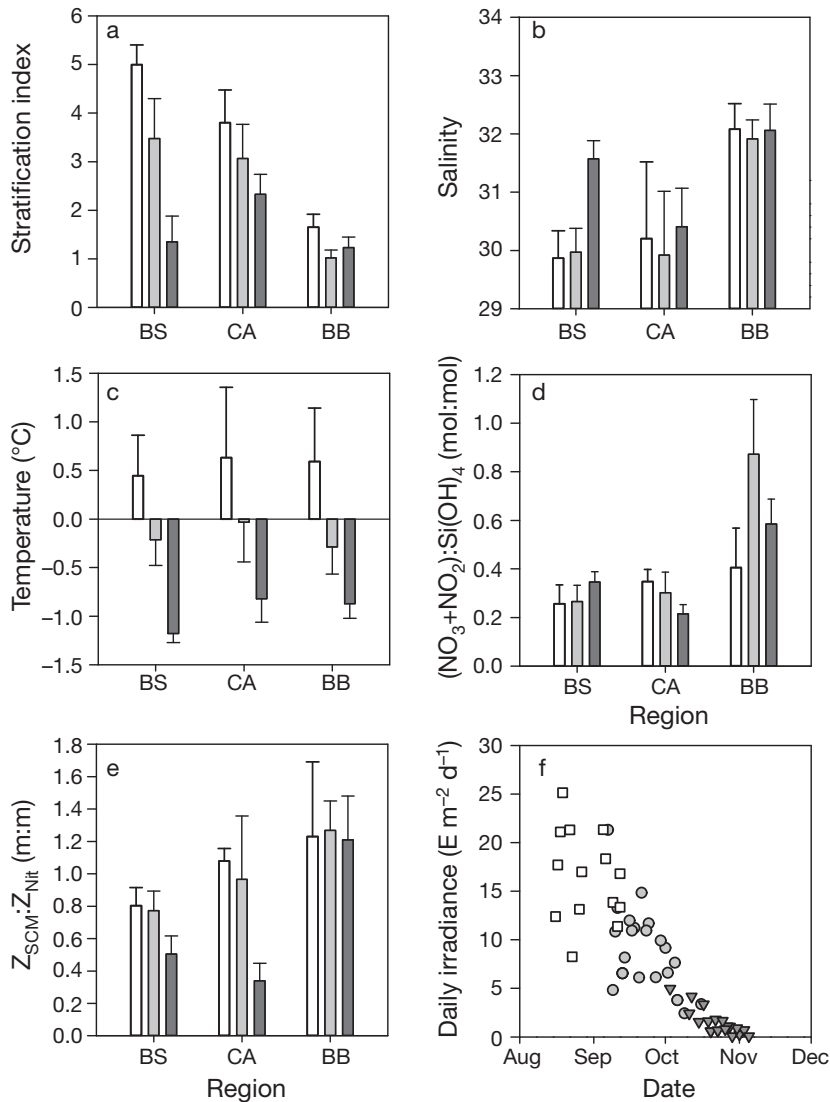 a
6
5
4
3
2
1
0
Stratification index
BS CA BB
b
34
33
32
31
30
29
Salinity
BS CA BB
c
1.5
1.0
0.5
0.0
−0.5
−1.0
−1.5
Temperature (°C)
BS CA BB
d
1.2
1.0
0.8
0.6
0.4
0.2
0.0
(NO3+NO2):Si(OH)4 (mol:mol)
BS CA BB
Region
e
1.8
1.6
1.4
1.2
1.0
0.8
0.6
0.4
0.2
0.0
ZSCM:ZNit (m:m)
BS CA BB
Region
f
30
25
20
15
10
5
0
Daily irradiance (E m−2 d−1)
Aug Sep Oct Nov Dec
Date